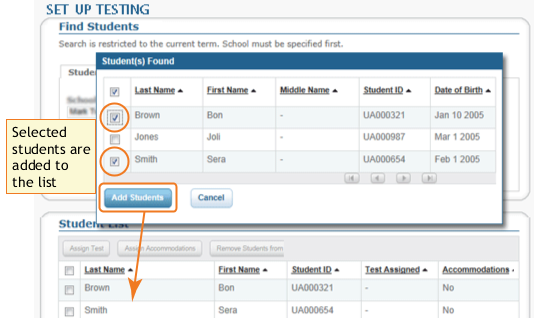 SET UP TESTING
Find Students
Search is restricted to the current term. School must be specified first.
Student(s) Found
Last Name First Name Middle Name Student ID Date of Birth
Brown Bon - UA000321 Jan 10 2005
Jones Joli - UA000987 Mar 1 2005
Smith Sera - UA000654 Feb 1 2005
Add Students Cancel
Selected
students are
added to
the list
Student List
Assign Test Assign Accommodations Remove Students from
Last Name First Name Student ID Test Assigned Accommodations
Brown Bon UA000321 - No
Smith Sera UA000654 - No